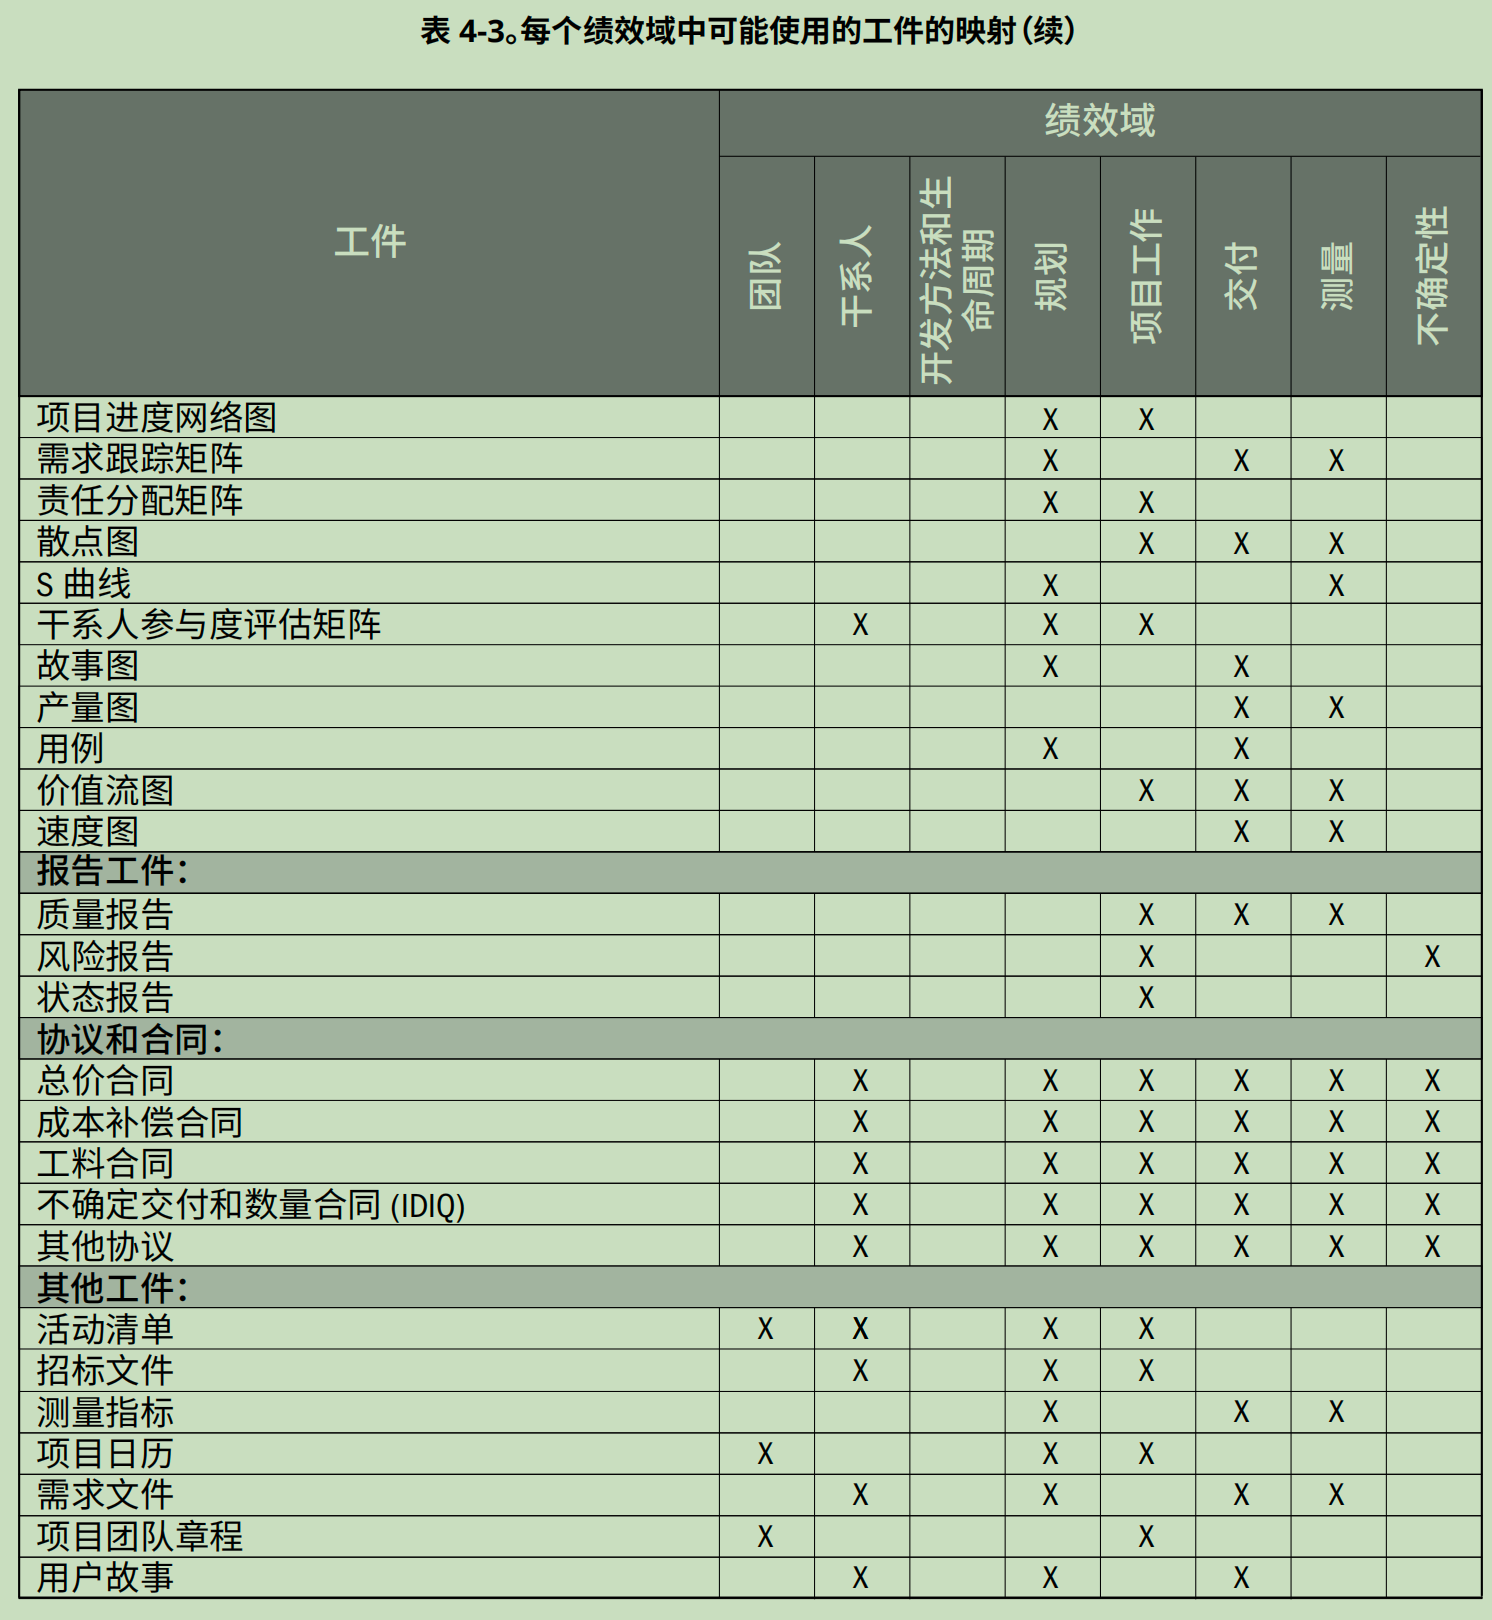 表 4-3。每个绩效域中可能使用的工件的映射（续）
工件
绩效域
团队
干系人
开发方法和生
命周期
规划
项目工作
交付
测量
不确定性
项目进度网络图 X X
需求跟踪矩阵 X X X
责任分配矩阵 X X
散点图 X X X
S 曲线 X X
干系人参与度评估矩阵 X X X
故事图 X X
产量图 X X
用例 X X
价值流图 X X X
速度图 X X
报告工件：
质量报告 X X X
风险报告 X X
状态报告 X
协议和合同：
总价合同 X X X X X X
成本补偿合同 X X X X X X
工料合同 X X X X X X
不确定交付和数量合同 (IDIQ) X X X X X X
其他协议 X X X X X X
其他工件：
活动清单 X X X X
招标文件 X X X
测量指标 X X X
项目日历 X X X
需求文件 X X X X
项目团队章程 X X
用户故事 X X X